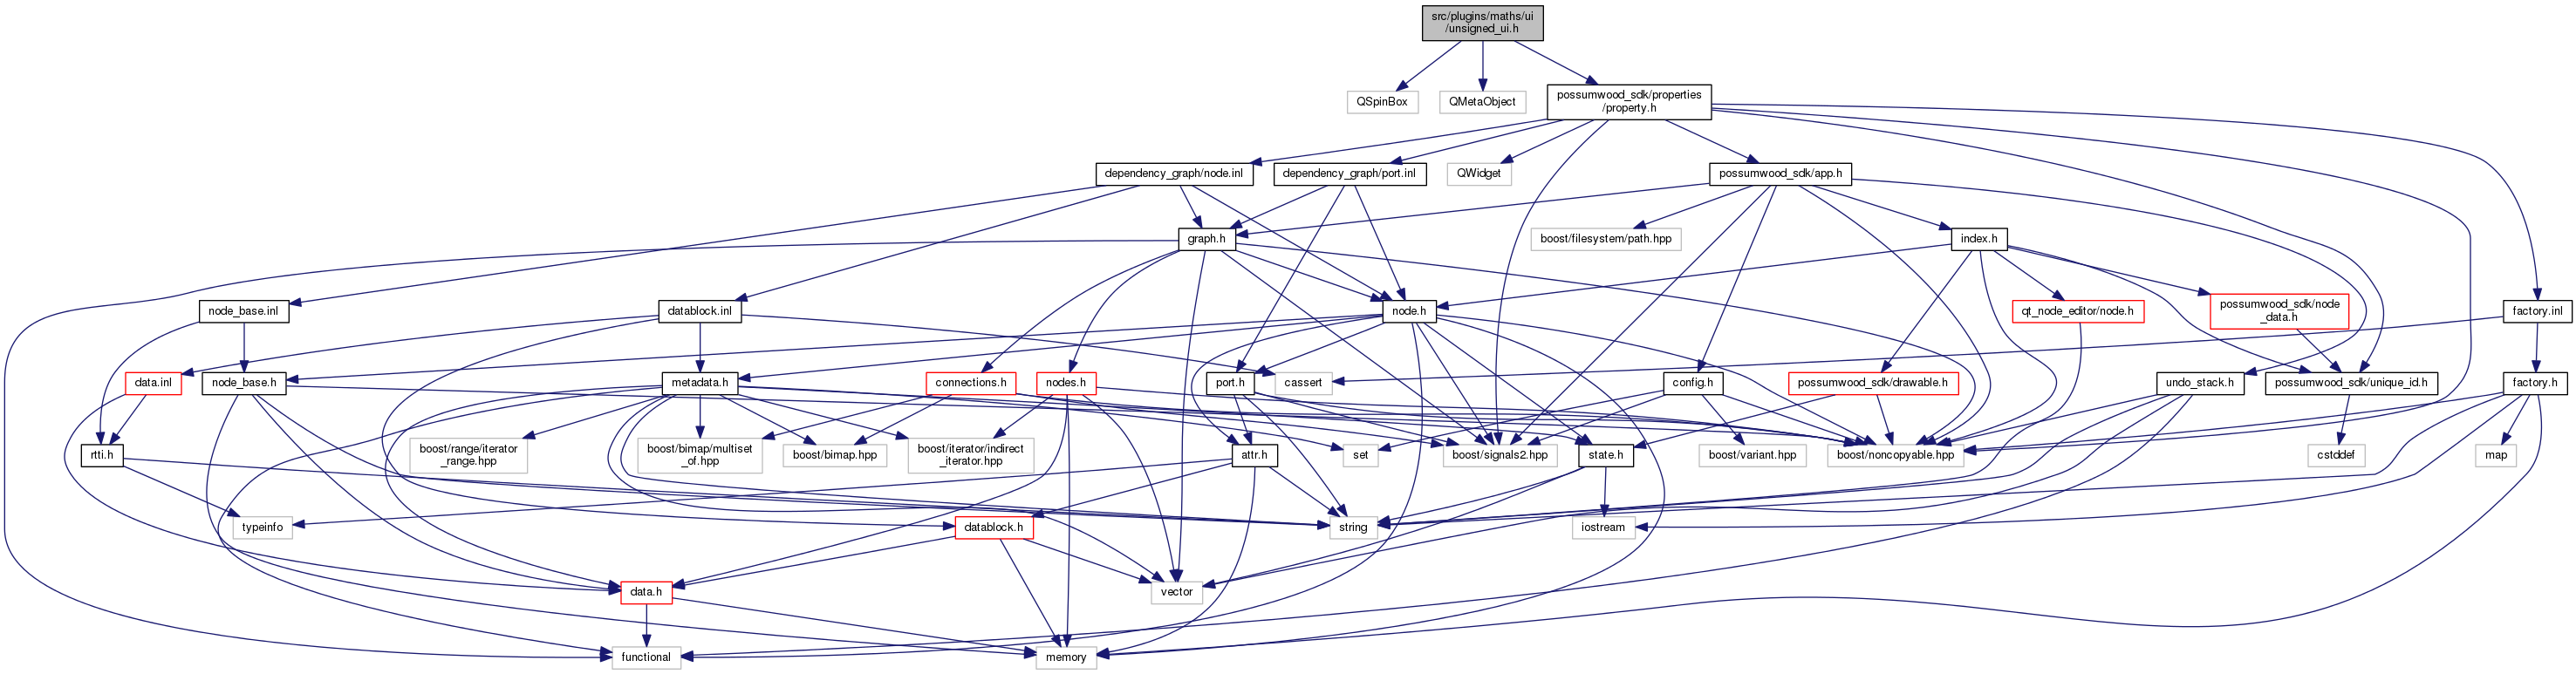 src/plugins/maths/ui
/unsigned_ui.h
QSpinBox
QMetaObject
possumwood_sdk/properties
/property.h
dependency_graph/node.inl
dependency_graph/port.inl
QWidget
possumwood_sdk/app.h
graph.h
boost/filesystem/path.hpp
index.h
node_base.inl
datablock.inl
node.h
qt_node_editor/node.h
possumwood_sdk/node
_data.h
factory.inl
data.inl
node_base.h
metadata.h
connections.h
nodes.h
port.h
cassert
config.h
possumwood_sdk/drawable.h
undo_stack.h
possumwood_sdk/unique_id.h
factory.h
rtti.h
boost/range/iterator
_range.hpp
boost/bimap/multiset
_of.hpp
boost/bimap.hpp
boost/iterator/indirect
_iterator.hpp
attr.h
set
boost/signals2.hpp
state.h
boost/variant.hpp
boost/noncopyable.hpp
cstddef
map
typeinfo
datablock.h
string
iostream
data.h
vector
functional
memory